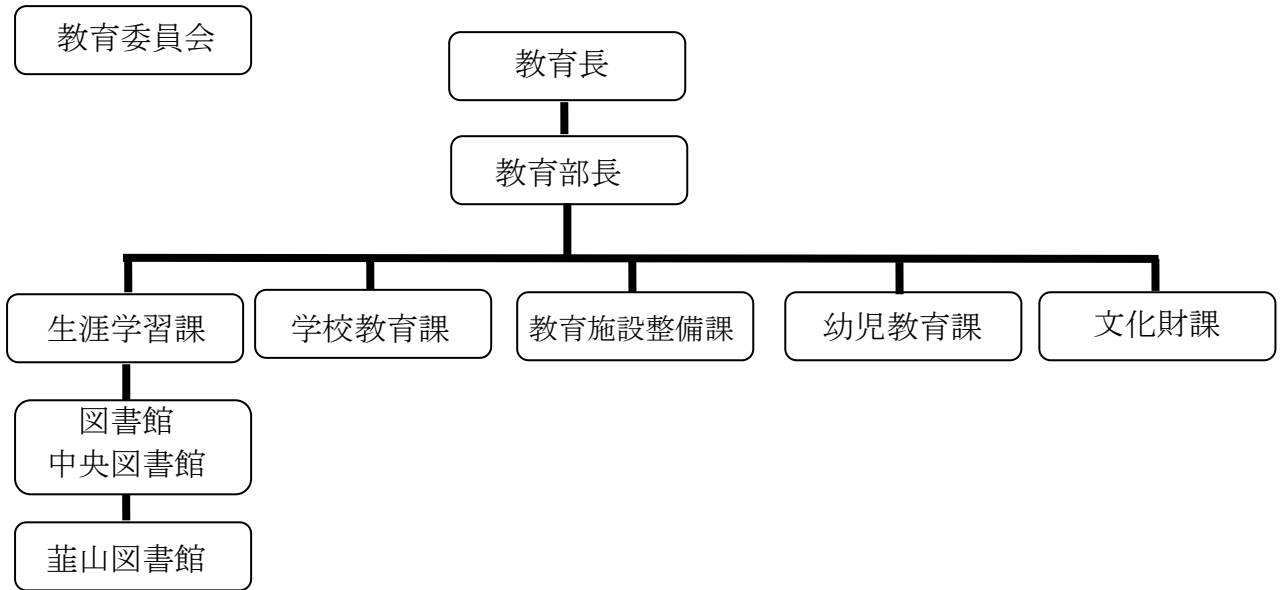 教育委員会
教育長
教育部長
生涯学習課
学校教育課
教育施設整備課
幼児教育課
文化財課
図書館
中央図書館
韮山図書館